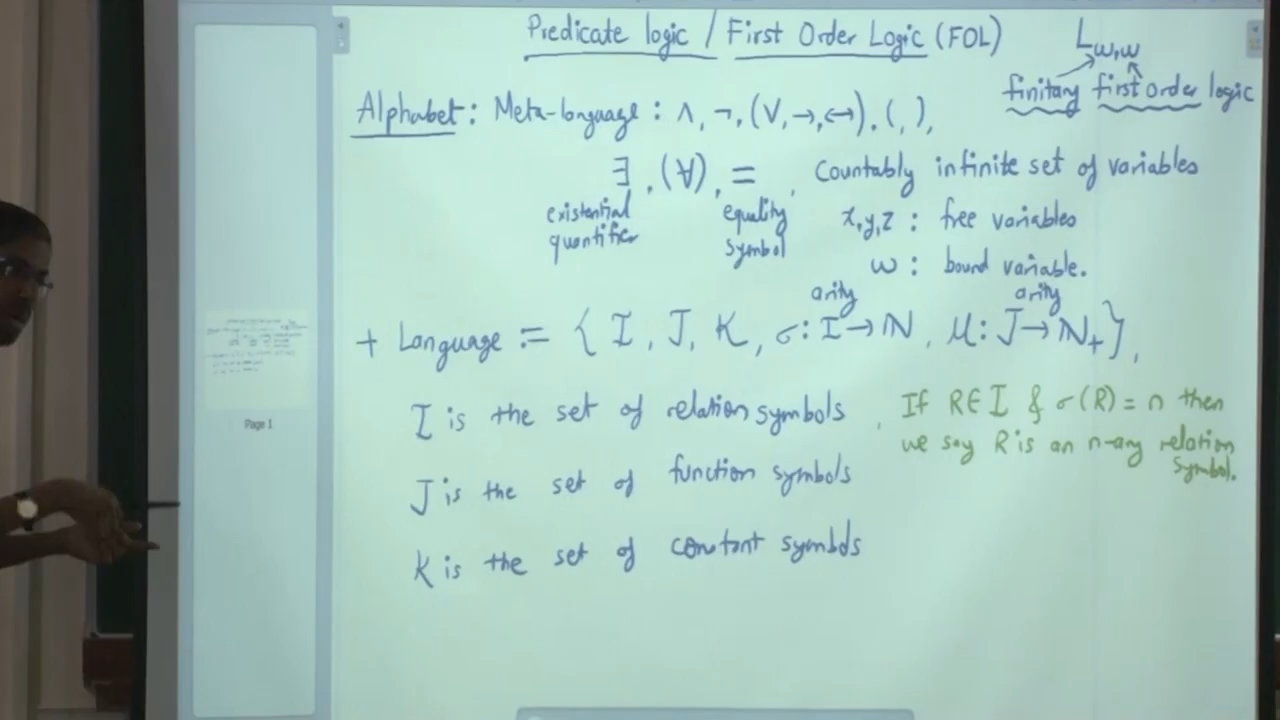 Predicate logic / First Order Logic (FOL)
L ω,ω
finitary first order logic
Alphabet : Meta-language : ∧, ¬, (∨, →, ↔), (, ),
∃, (∀), =, Countably infinite set of variables
existential quantifier
equality symbol
x, y, z : free variables
w : bound variable.
arity arity
+ Language := { I, J, K, σ: I → ℕ, μ: J → ℕ₊ },
I is the set of relation symbols, If R ∈ I & σ(R) = n then
we say R is an n-ary relation
symbol.
J is the set of function symbols
K is the set of constant symbols
Page 1